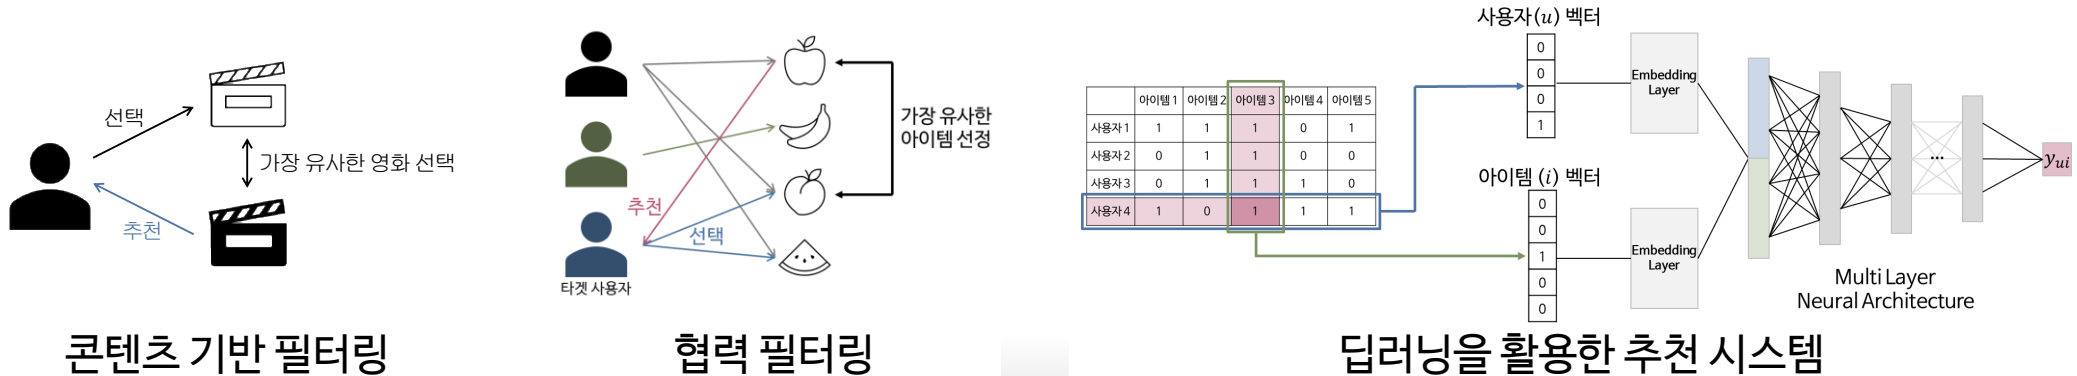 선택
가장 유사한 영화 선택
추천
콘텐츠 기반 필터링
가장 유사한
아이템 선정
추천
선택
타겟 사용자
협력 필터링
아이템 1 아이템 2 아이템 3 아이템 4 아이템 5
사용자 1 1 1 1 0 1
사용자 2 0 1 1 0 0
사용자 3 0 1 1 1 0
사용자 4 1 0 1 1 1
사용자(u) 벡터
0
0
0
1
Embedding
Layer
아이템 (i) 벡터
0
0
1
0
0
Embedding
Layer
...
y_{ui}
Multi Layer
Neural Architecture
딥러닝을 활용한 추천 시스템